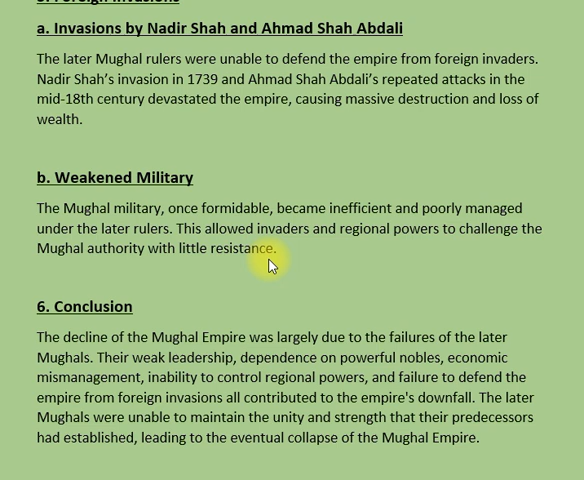 5. Foreign Invasions
a. Invasions by Nadir Shah and Ahmad Shah Abdali
The later Mughal rulers were unable to defend the empire from foreign invaders.
Nadir Shah’s invasion in 1739 and Ahmad Shah Abdali’s repeated attacks in the
mid-18th century devastated the empire, causing massive destruction and loss of
wealth.
b. Weakened Military
The Mughal military, once formidable, became inefficient and poorly managed
under the later rulers. This allowed invaders and regional powers to challenge the
Mughal authority with little resistance.
6. Conclusion
The decline of the Mughal Empire was largely due to the failures of the later
Mughals. Their weak leadership, dependence on powerful nobles, economic
mismanagement, inability to control regional powers, and failure to defend the
empire from foreign invasions all contributed to the empire's downfall. The later
Mughals were unable to maintain the unity and strength that their predecessors
had established, leading to the eventual collapse of the Mughal Empire.